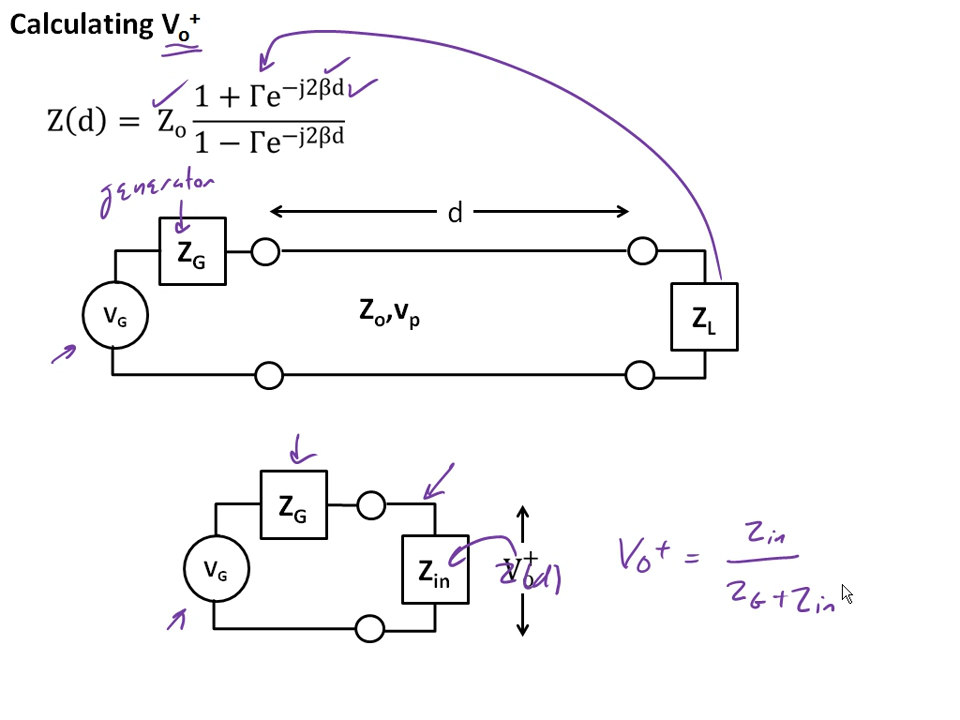 Calculating Vo+
Z(d) = Zo (1 + Γe^−j2βd) / (1 − Γe^−j2βd)
generator
d
ZG
VG
Zo,vp
ZL
ZG
VG
Zin
Z(d)
Vo+ = Zin / (ZG + Zin)